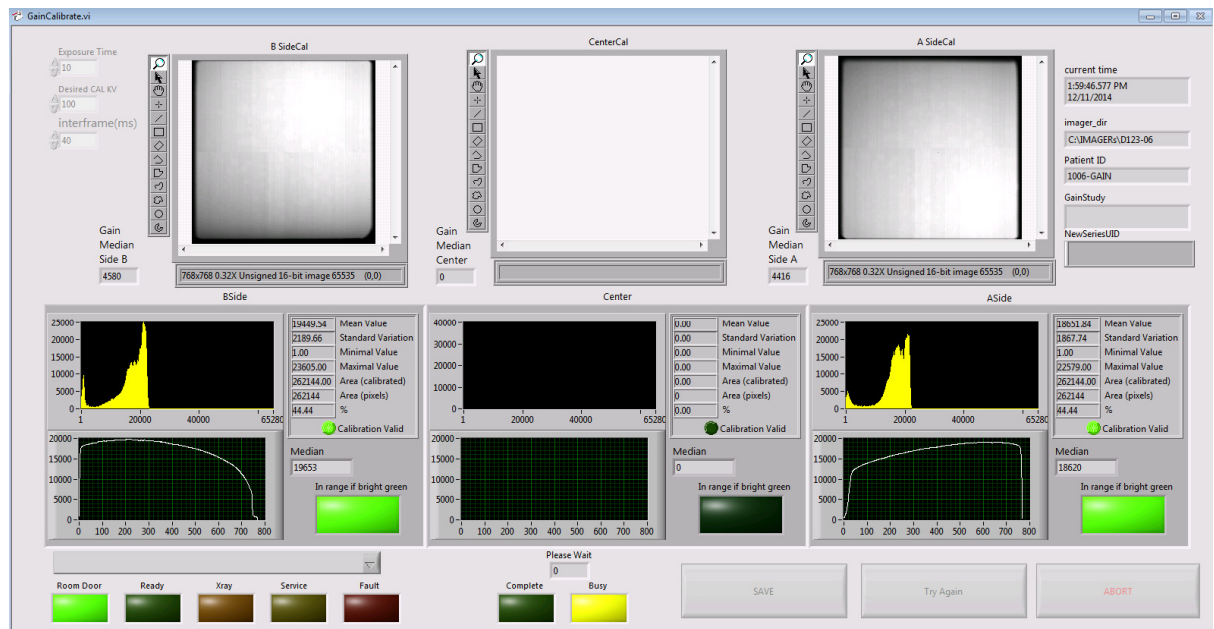 GainCalibrate.vi
Exposure Time
10
Desired CAL KV
100
interframe(ms)
40
B SideCal
Gain
Median
Side B
4580
768x768 0.32X Unsigned 16-bit image 65535 (0,0)
CenterCal
Gain
Median
Center
0
A SideCal
Gain
Median
Side A
4416
768x768 0.32X Unsigned 16-bit image 65535 (0,0)
current time
1:59:46.577 PM
12/11/2014
imager_dir
C:\IMAGERs\D123-06
Patient ID
1006-GAIN
GainStudy
NewSeriesUID
BSide
25000
20000
15000
10000
5000
0
1 20000 40000 65280
19449.54 Mean Value
2189.66 Standard Variation
1.00 Minimal Value
23605.00 Maximal Value
262144.00 Area (calibrated)
262144 Area (pixels)
44.44 %
Calibration Valid
20000
15000
10000
5000
0
0 100 200 300 400 500 600 700 800
Median
19653
In range if bright green
Center
40000
30000
20000
10000
0
1 20000 40000 65280
0.00 Mean Value
0.00 Standard Variation
0.00 Minimal Value
0.00 Maximal Value
0.00 Area (calibrated)
0 Area (pixels)
0.00 %
Calibration Valid
20000
15000
10000
5000
0
0 100 200 300 400 500 600 700 800
Median
0
In range if bright green
ASide
25000
20000
15000
10000
5000
0
1 20000 40000 65280
18651.84 Mean Value
1867.74 Standard Variation
1.00 Minimal Value
22579.00 Maximal Value
262144.00 Area (calibrated)
262144 Area (pixels)
44.44 %
Calibration Valid
20000
15000
10000
5000
0
0 100 200 300 400 500 600 700 800
Median
18620
In range if bright green
Room Door Ready Xray Service Fault
Please Wait
0
Complete Busy
SAVE
Try Again
ABORT